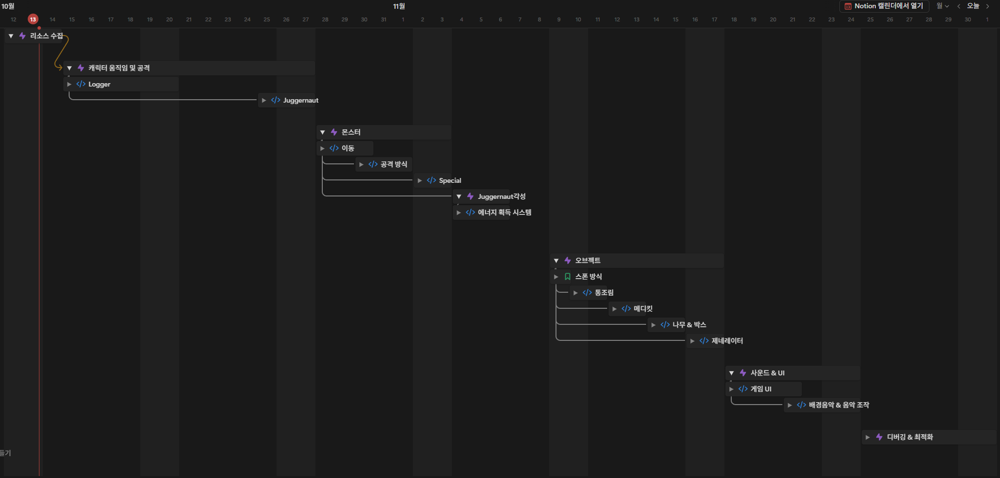 10월
11월
13 Notion 캘린더에서 열기
월
오늘
12 13 14 15 16 17 18 19 20 21 22 23 24 25 26 27 28 29 30 31 1 2 3 4 5 6 7 8 9 10 11 12 13 14 15 16 17 18 19 20 21 22 23 24 25 26 27 28 29 30 1
리소스 수집
캐릭터 움직임 및 공격
Logger
Juggernaut
몬스터
이동
공격 방식
Special
Juggernaut각성
에너지 획득 시스템
오브젝트
스폰 방식
통조림
메디킷
나무 & 박스
제네레이터
사운드 & UI
게임 UI
배경음악 & 음악 조작
디버깅 & 최적화
들기